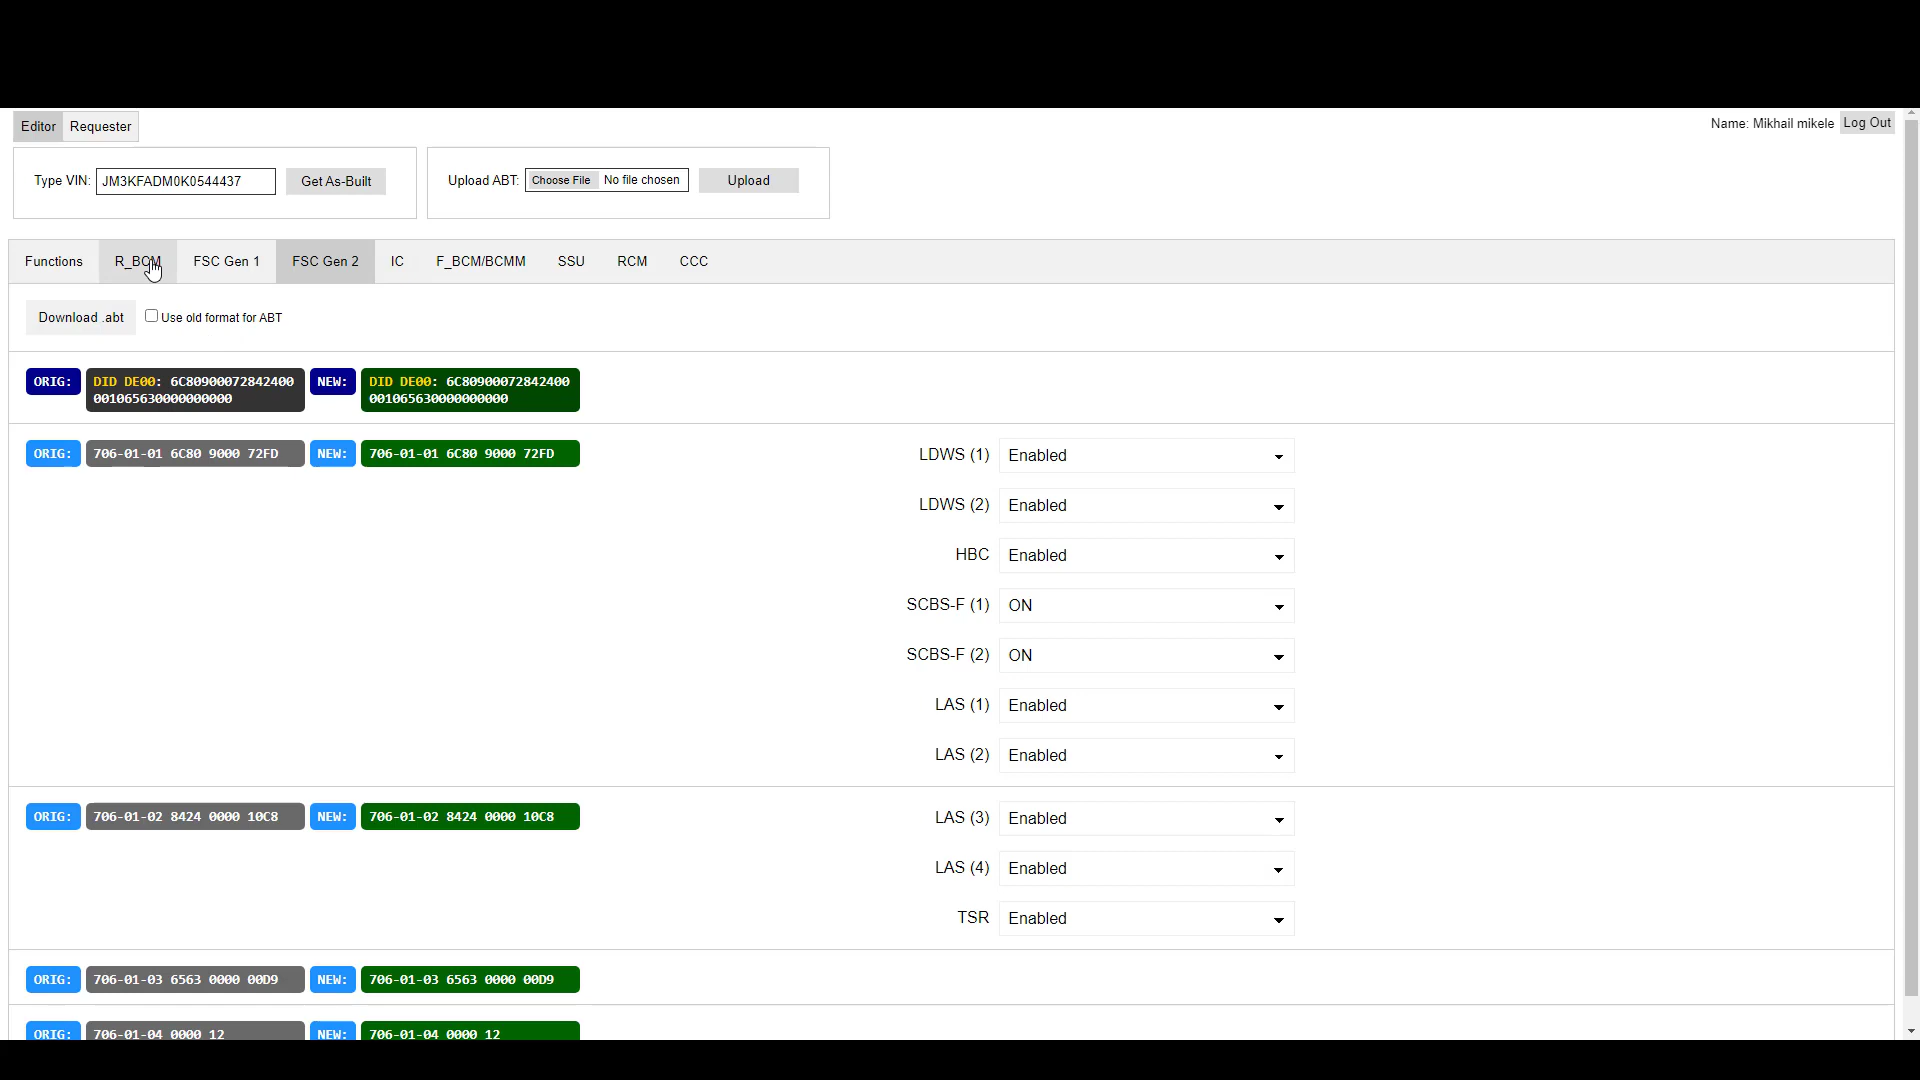 Editor Requester
Name: Mikhail mikele Log Out
Type VIN: JM3KFADM0K0544437 Get As-Built
Upload ABT: Choose File No file chosen Upload
Functions R_BCM FSC Gen 1 FSC Gen 2 IC F_BCM/BCMM SSU RCM CCC
Download .abt Use old format for ABT
ORIG: DID DE00: 6C80900072842400
001065630000000000
NEW: DID DE00: 6C80900072842400
001065630000000000
ORIG: 706-01-01 6C80 9000 72FD NEW: 706-01-01 6C80 9000 72FD
LDWS (1) Enabled
LDWS (2) Enabled
HBC Enabled
SCBS-F (1) ON
SCBS-F (2) ON
LAS (1) Enabled
LAS (2) Enabled
ORIG: 706-01-02 8424 0000 10C8 NEW: 706-01-02 8424 0000 10C8
LAS (3) Enabled
LAS (4) Enabled
TSR Enabled
ORIG: 706-01-03 6563 0000 00D9 NEW: 706-01-03 6563 0000 00D9
ORIG: 706-01-04 0000 12 NEW: 706-01-04 0000 12